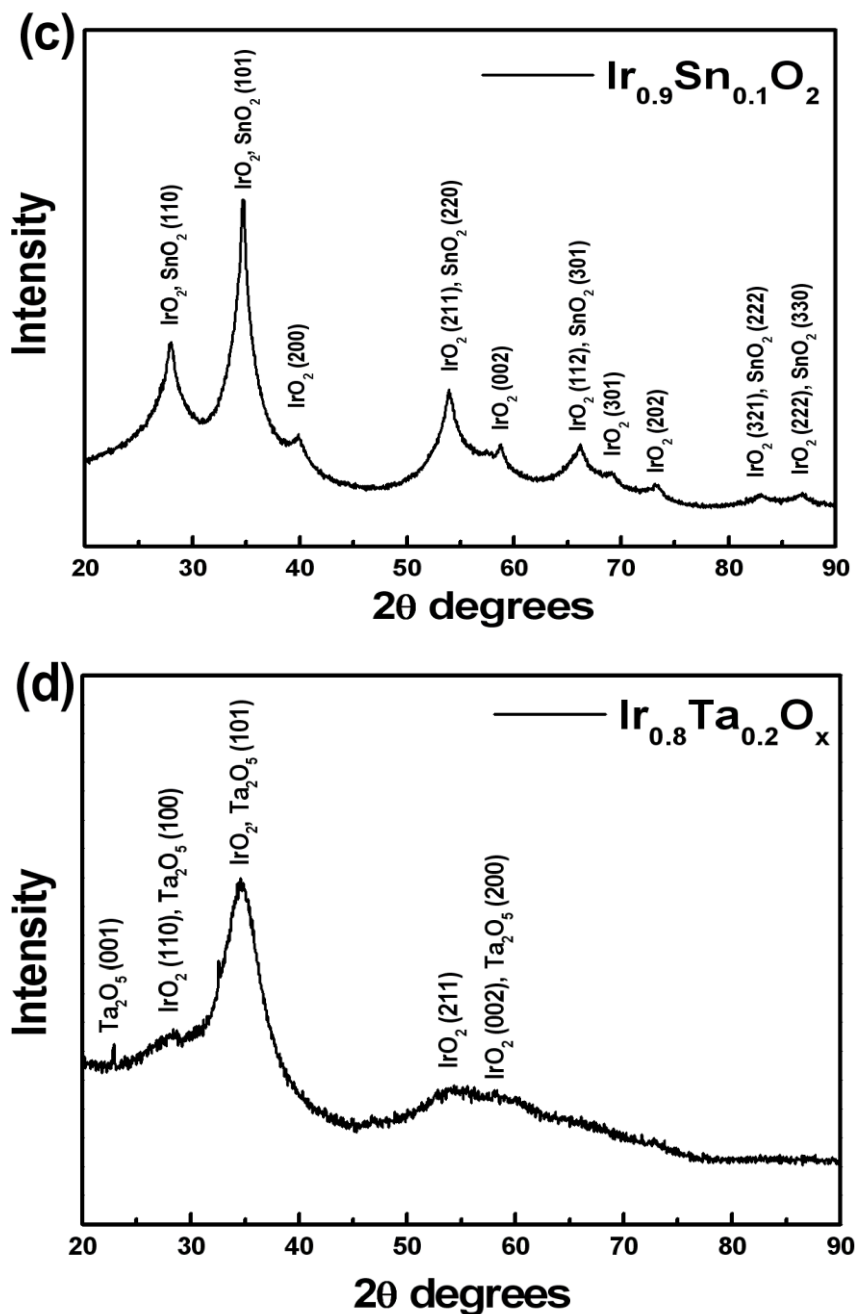 (c)
Ir0.9Sn0.1O2
IrO2, SnO2 (110)
IrO2, SnO2 (101)
IrO2 (200)
IrO2 (211), SnO2 (220)
IrO2 (002)
IrO2 (112), SnO2 (301)
IrO2 (301)
IrO2 (202)
IrO2 (321), SnO2 (222)
IrO2 (222), SnO2 (330)
Intensity
20 30 40 50 60 70 80 90
2θ degrees
(d)
Ir0.8Ta0.2Ox
Ta2O5 (001)
IrO2 (110), Ta2O5 (100)
IrO2, Ta2O5 (101)
IrO2 (211)
IrO2 (002), Ta2O5 (200)
Intensity
20 30 40 50 60 70 80 90
2θ degrees